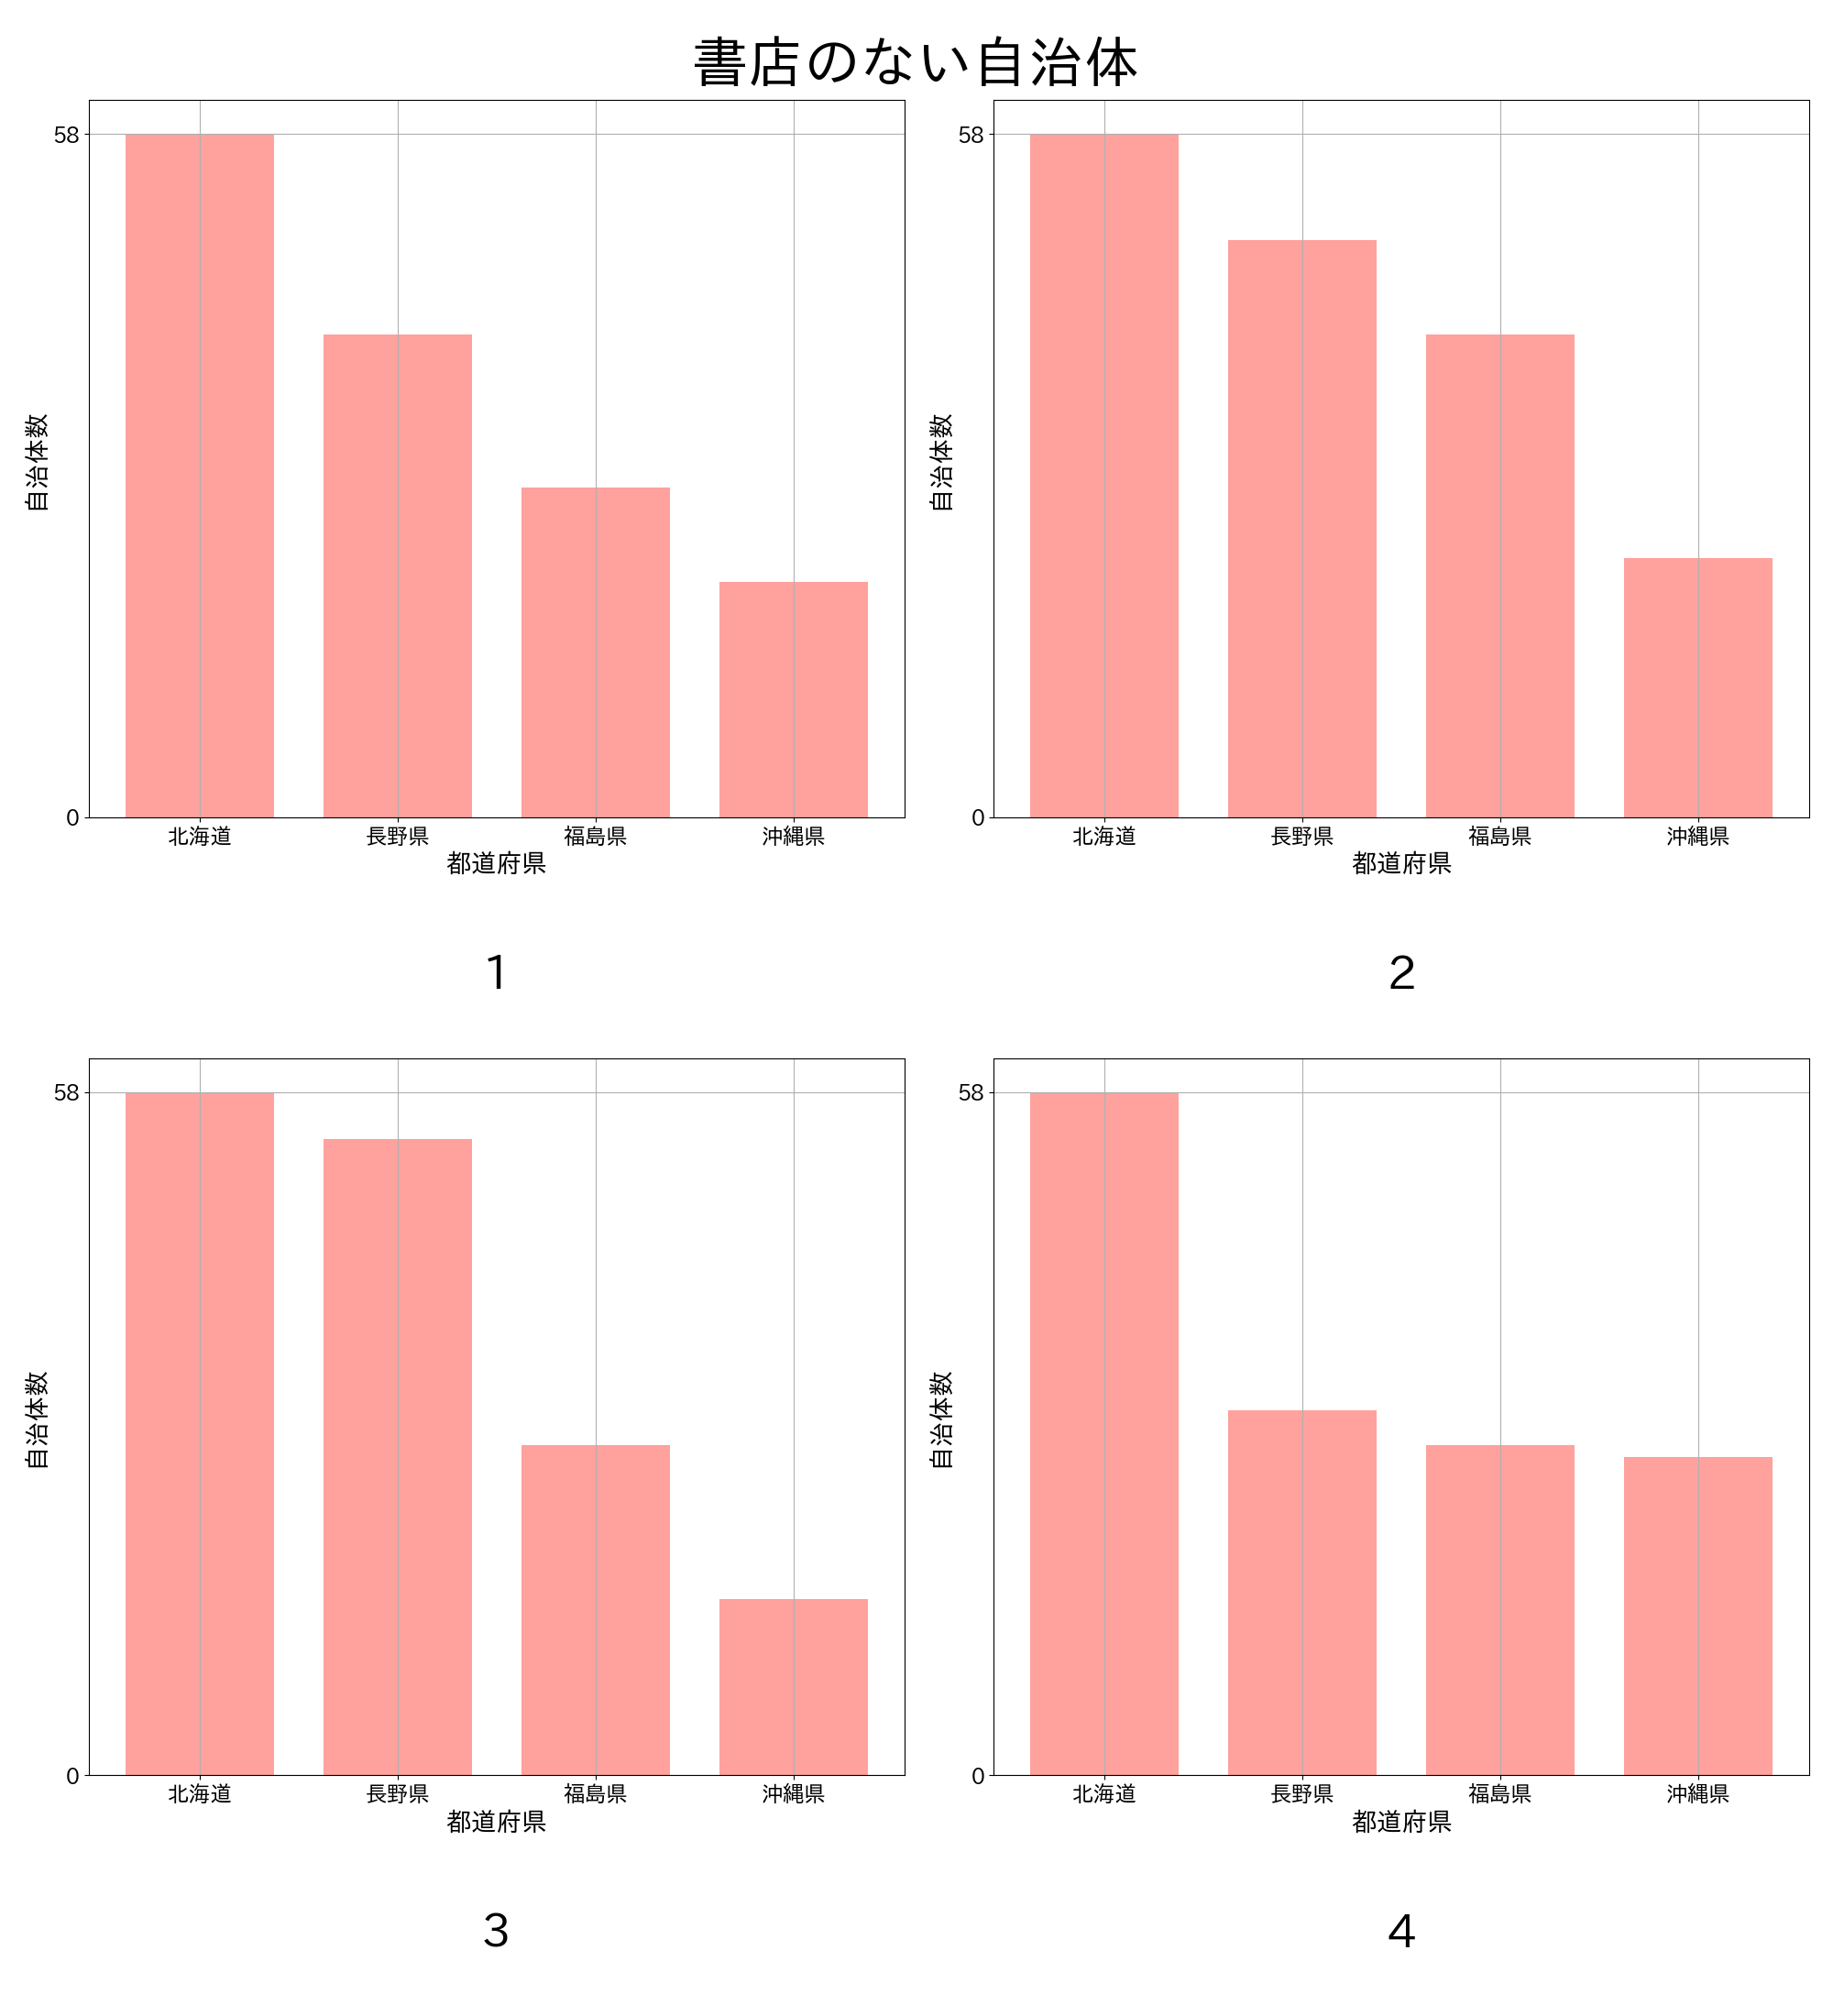 書店のない自治体
58
0
自治体数
北海道 長野県 福島県 沖縄県
都道府県
1
58
0
自治体数
北海道 長野県 福島県 沖縄県
都道府県
2
58
0
自治体数
北海道 長野県 福島県 沖縄県
都道府県
3
58
0
自治体数
北海道 長野県 福島県 沖縄県
都道府県
4